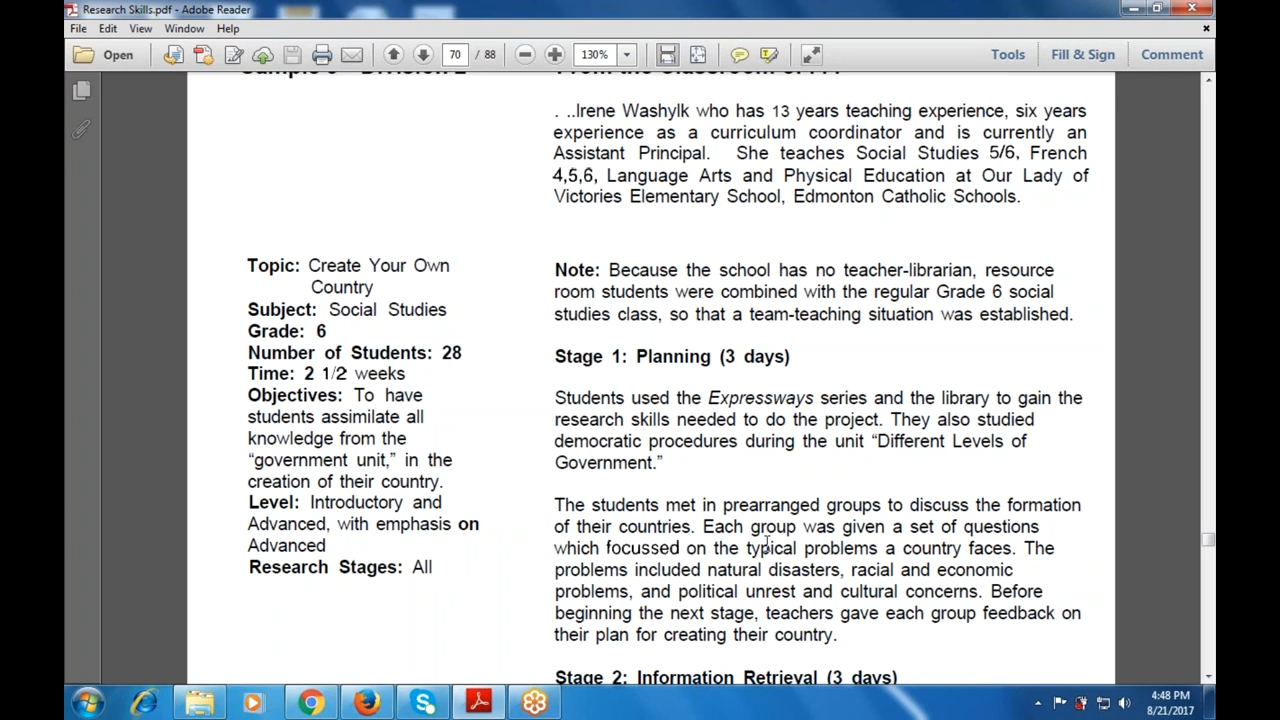 Research Skills.pdf - Adobe Reader
File Edit View Window Help
Open 70 / 88 130% Tools Fill & Sign Comment
. ..Irene Washylk who has 13 years teaching experience, six years
experience as a curriculum coordinator and is currently an
Assistant Principal. She teaches Social Studies 5/6, French
4,5,6, Language Arts and Physical Education at Our Lady of
Victories Elementary School, Edmonton Catholic Schools.
Topic: Create Your Own
Country
Subject: Social Studies
Grade: 6
Number of Students: 28
Time: 2 1/2 weeks
Objectives: To have
students assimilate all
knowledge from the
“government unit,” in the
creation of their country.
Level: Introductory and
Advanced, with emphasis on
Advanced
Research Stages: All
Note: Because the school has no teacher-librarian, resource
room students were combined with the regular Grade 6 social
studies class, so that a team-teaching situation was established.
Stage 1: Planning (3 days)
Students used the Expressways series and the library to gain the
research skills needed to do the project. They also studied
democratic procedures during the unit “Different Levels of
Government.”
The students met in prearranged groups to discuss the formation
of their countries. Each group was given a set of questions
which focussed on the typical problems a country faces. The
problems included natural disasters, racial and economic
problems, and political unrest and cultural concerns. Before
beginning the next stage, teachers gave each group feedback on
their plan for creating their country.
Stage 2: Information Retrieval (3 days)
4:48 PM
8/21/2017